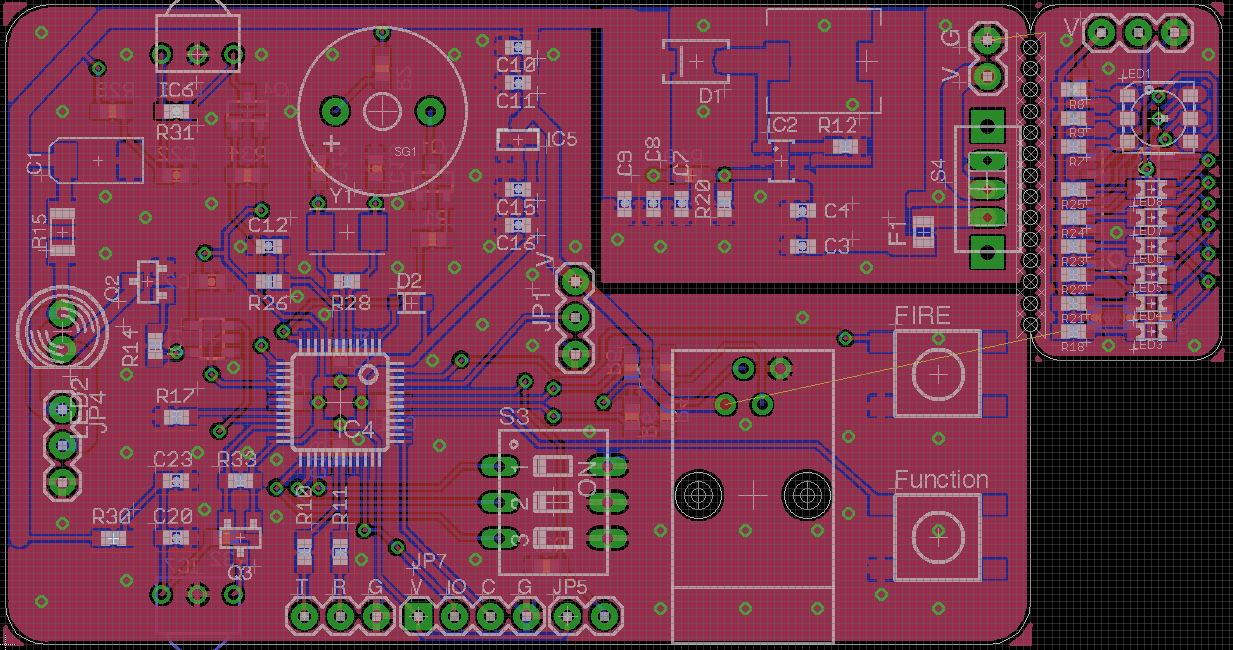 G
V
V
LED1
IC6
R31
C10
C11
D1
IC2
R12
R8
R9
R7
C1
+
SG1
IC5
C9
C8
C7
R20
S4
Y1
C15
C16
C4
C3
F1
R15
C12
R25
LED8
R24
LED7
R23
LED6
R22
LED5
R21
LED4
R18
LED3
Q2
R26
R28
D2
V
JP1
FIRE
R14
LED2
JP4
R17
IC4
S3
ON
1
2
3
C23
R33
Function
R30
C20
R10
R11
Q3
JP7
T
R
G
V
IO
C
G
JP5